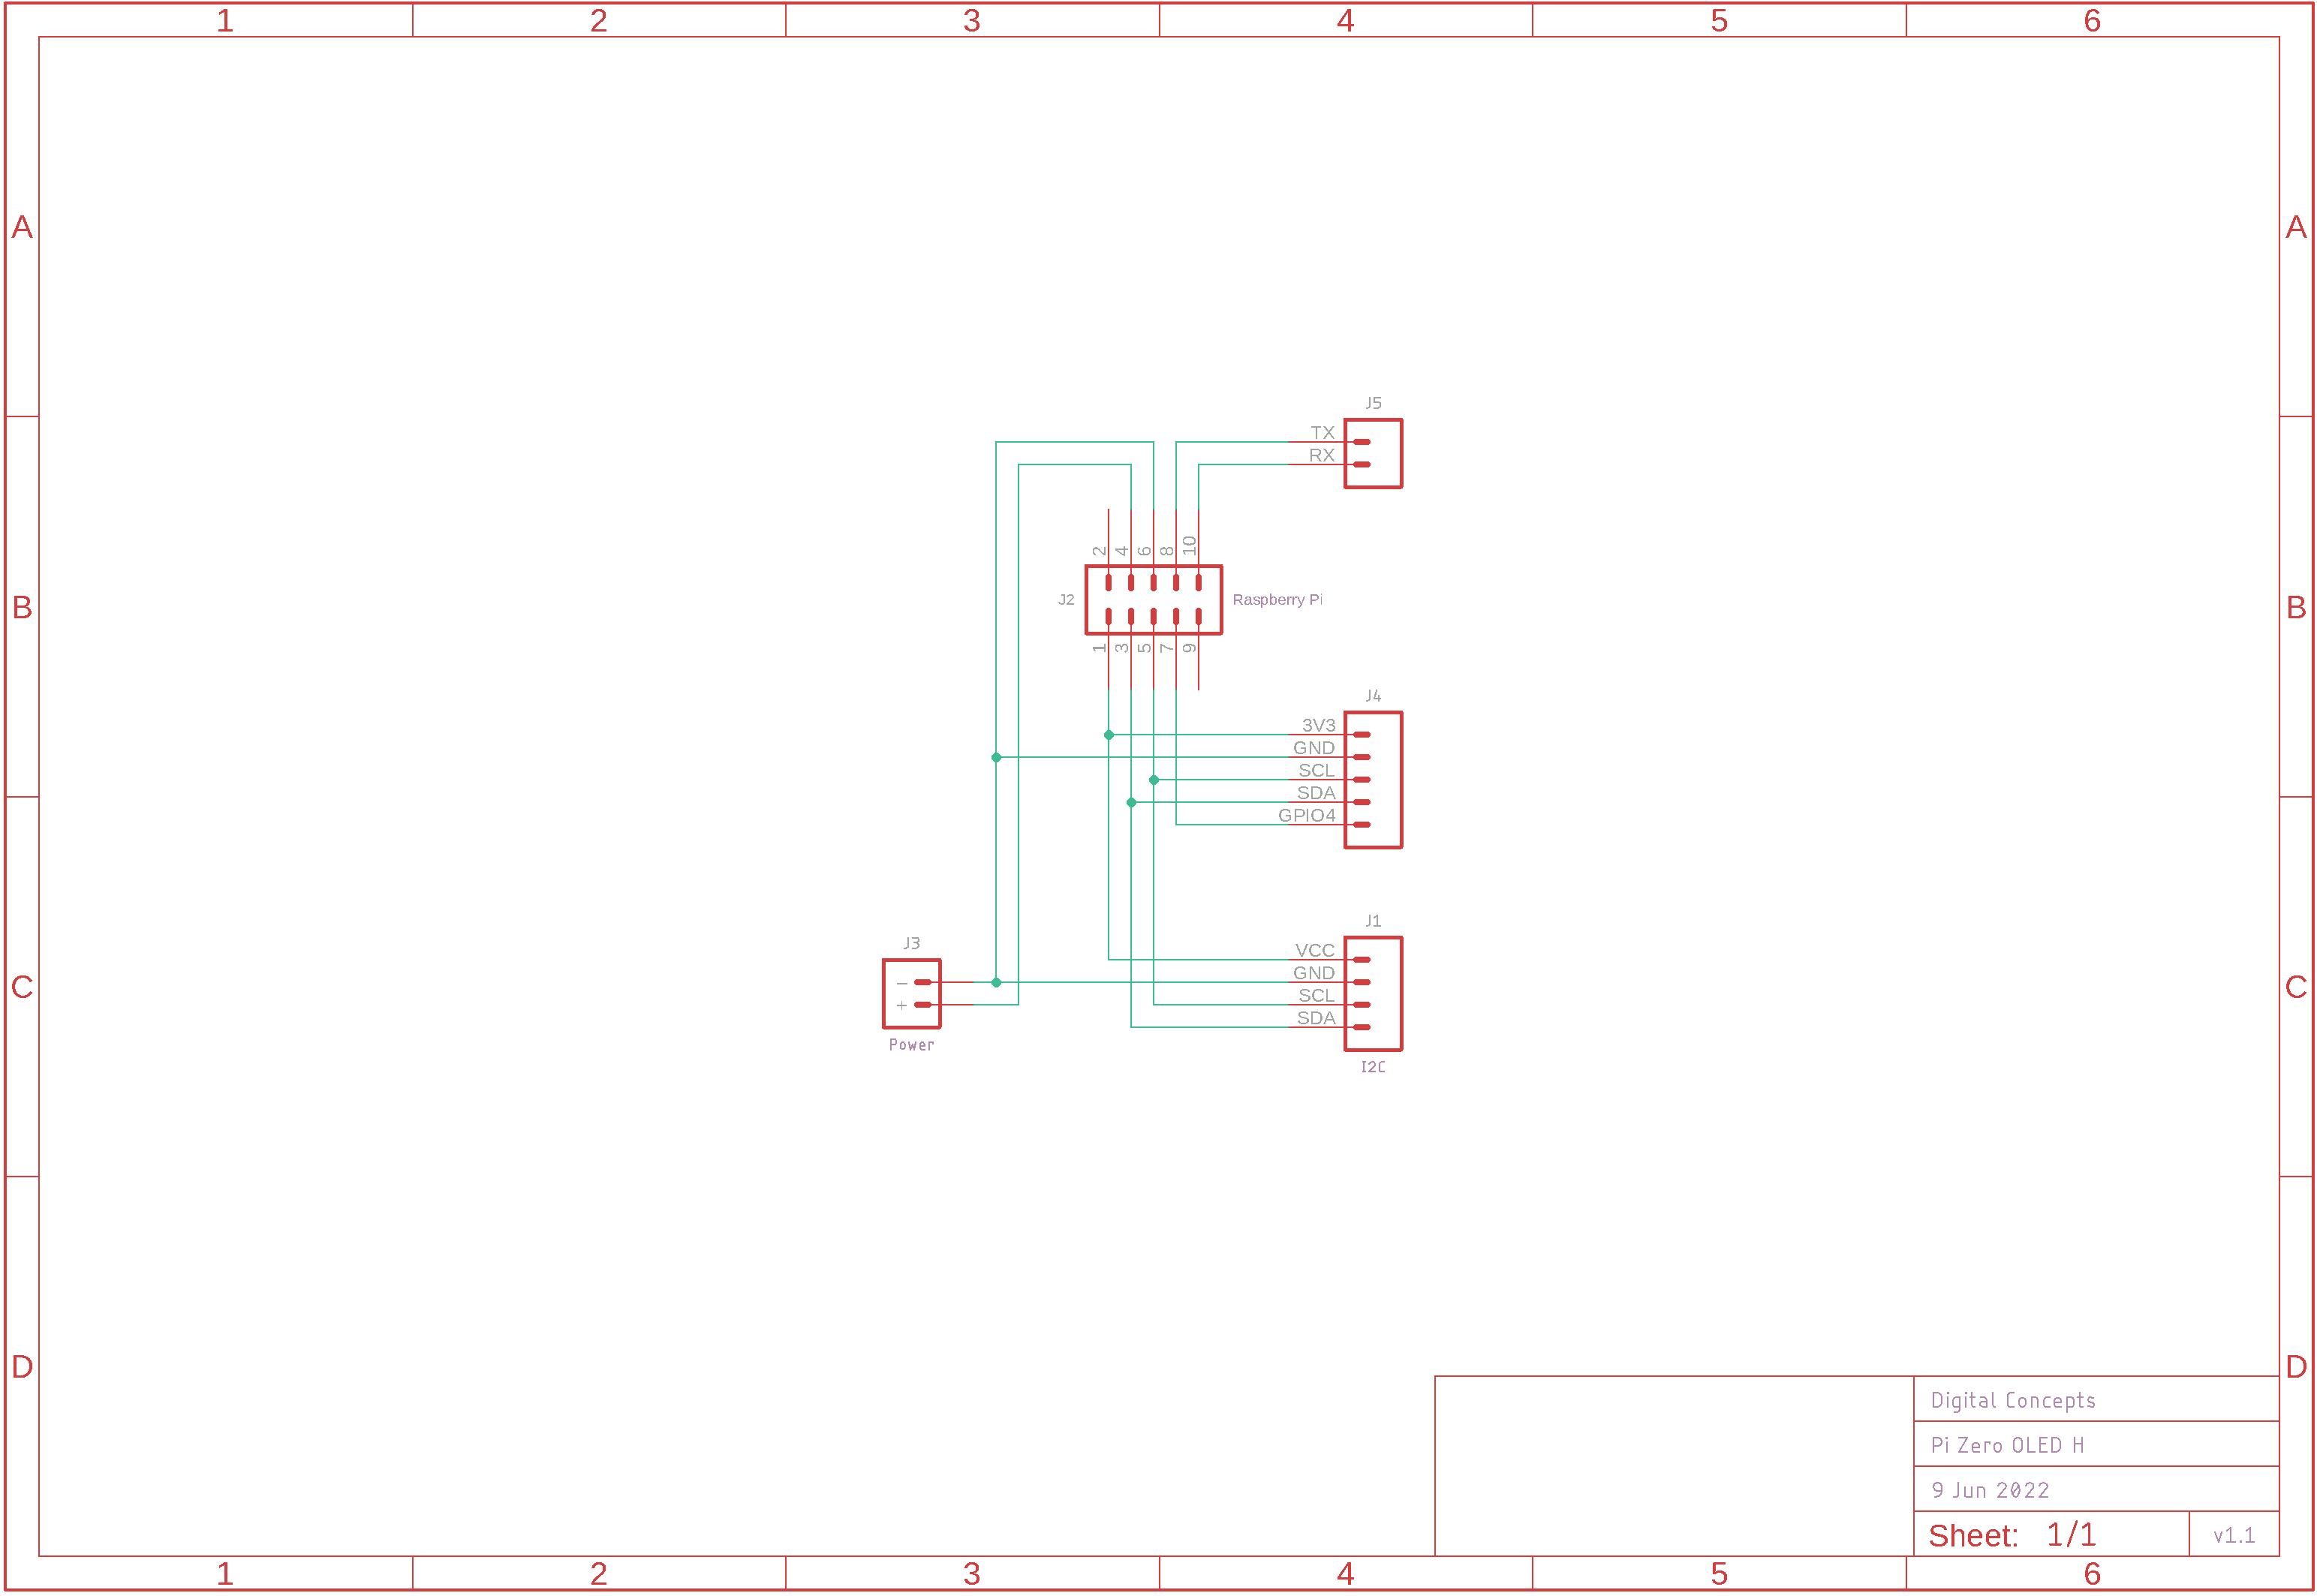 1 2 3 4 5 6
A A
J5
TX
RX
2 4 6 8 10
J2 Raspberry Pi
B B
1 3 5 7 9
J4
3V3
GND
SCL
SDA
GPIO4
J1
J3
VCC
GND
C - C
SCL
+
SDA
Power
I2C
D D
Digital Concepts
Pi Zero OLED H
9 Jun 2022
Sheet: 1/1 v1.1
1 2 3 4 5 6